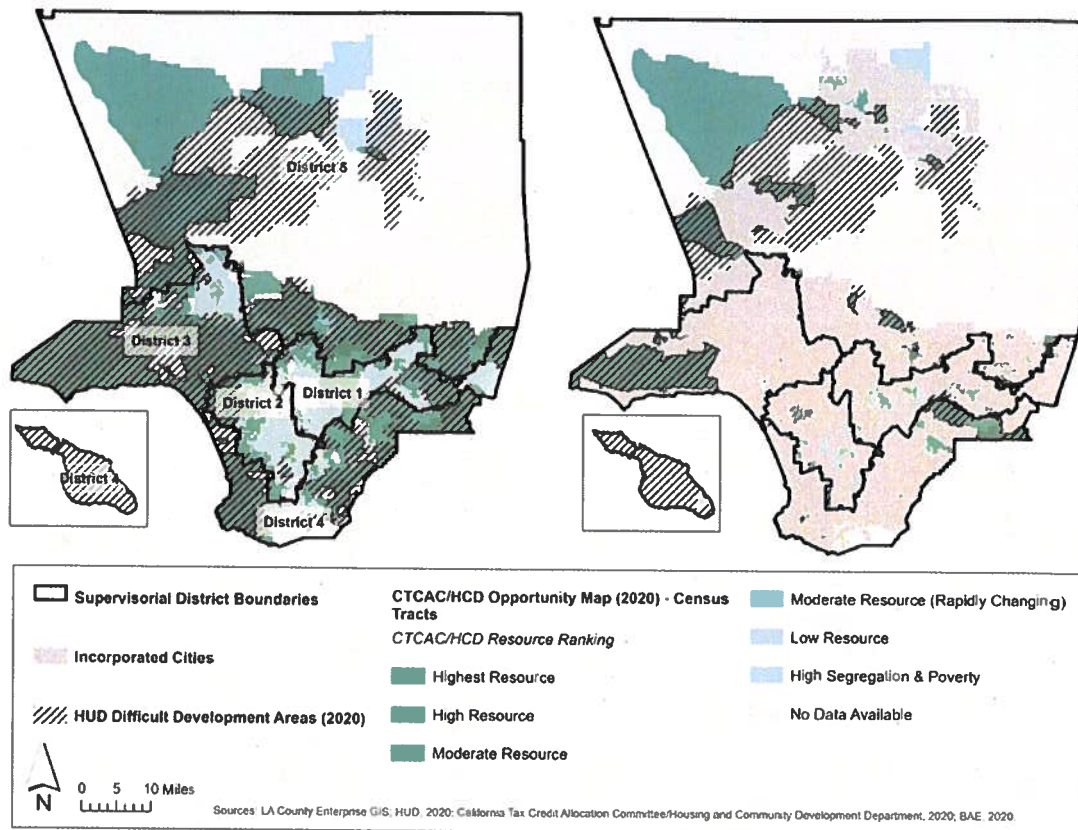 District 5
District 3
District 2
District 1
District 4
District 4
Supervisorial District Boundaries
Incorporated Cities
HUD Difficult Development Areas (2020)
N
0 5 10 Miles
CTCAC/HCD Opportunity Map (2020) - Census
Tracts
CTCAC/HCD Resource Ranking
Highest Resource
High Resource
Moderate Resource
Moderate Resource (Rapidly Changing)
Low Resource
High Segregation & Poverty
No Data Available
Sources: LA County Enterprise GIS; HUD, 2020; California Tax Credit Allocation Committee/Housing and Community Development Department, 2020; BAE, 2020.